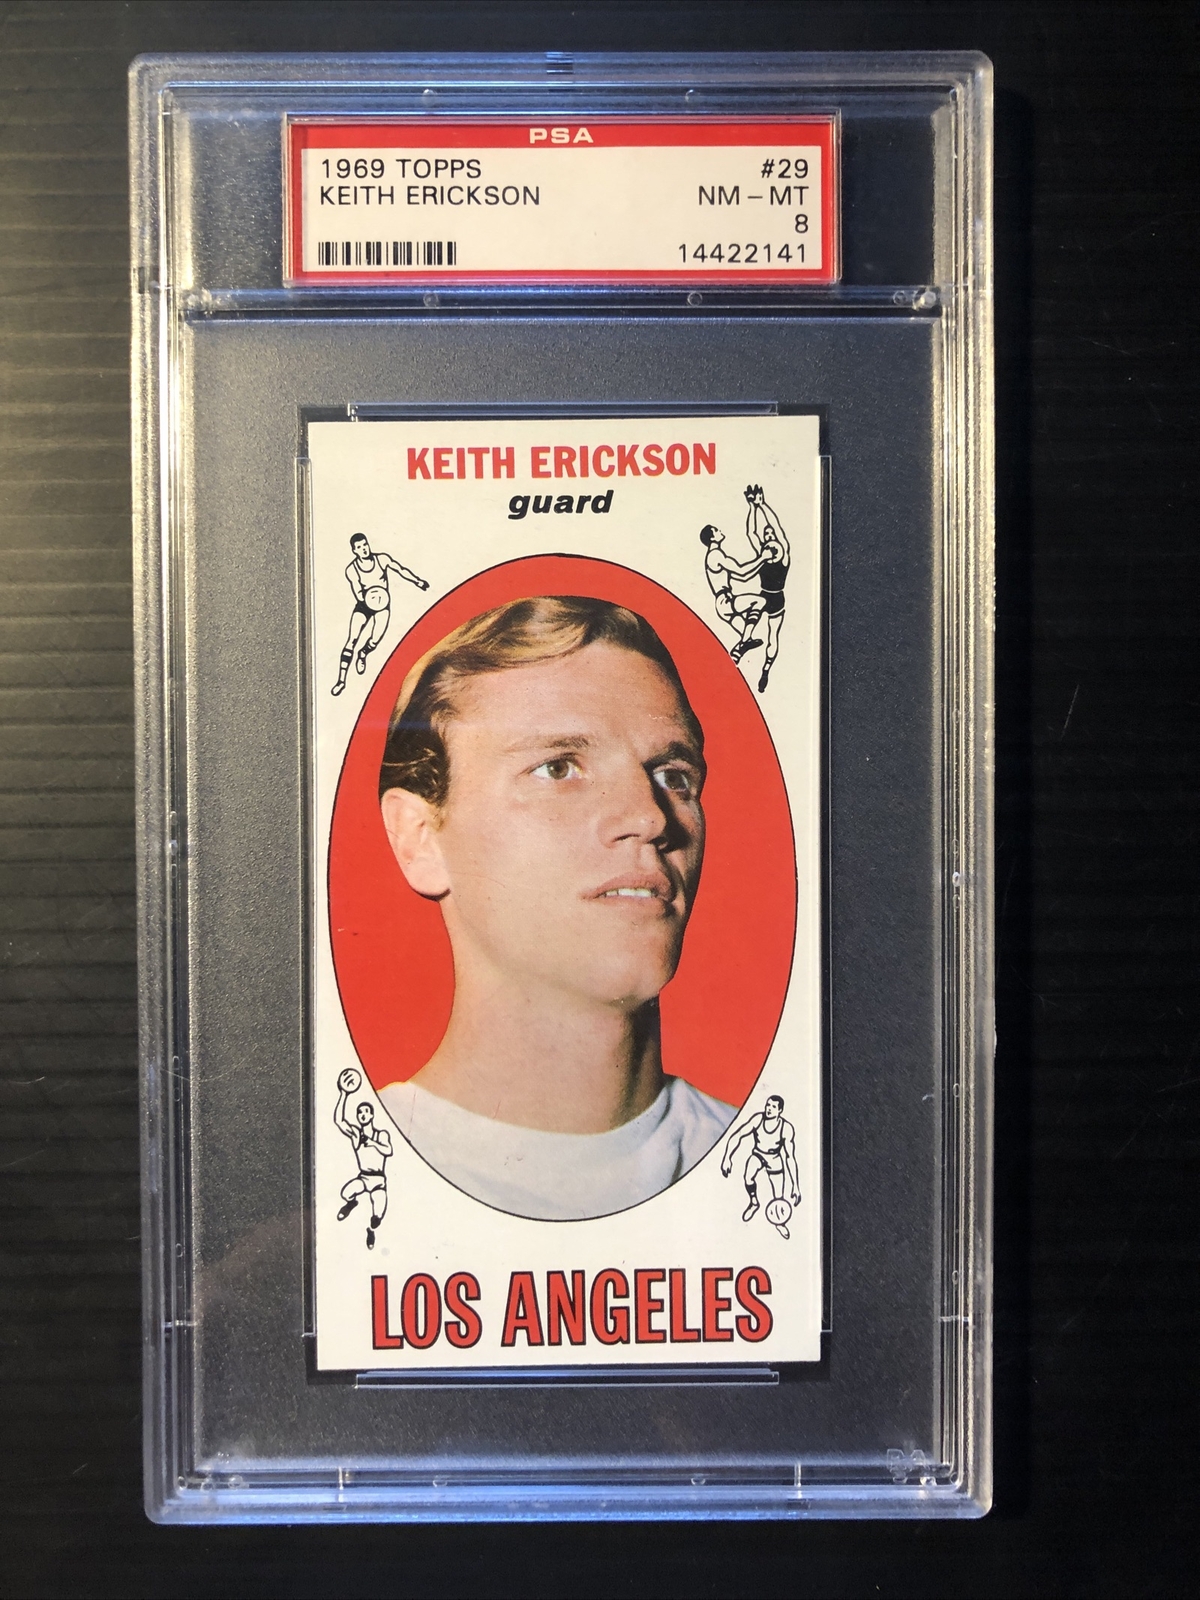 PSA
1969 TOPPS #29
KEITH ERICKSON NM-MT
8
14422141
KEITH ERICKSON
guard
LOS ANGELES